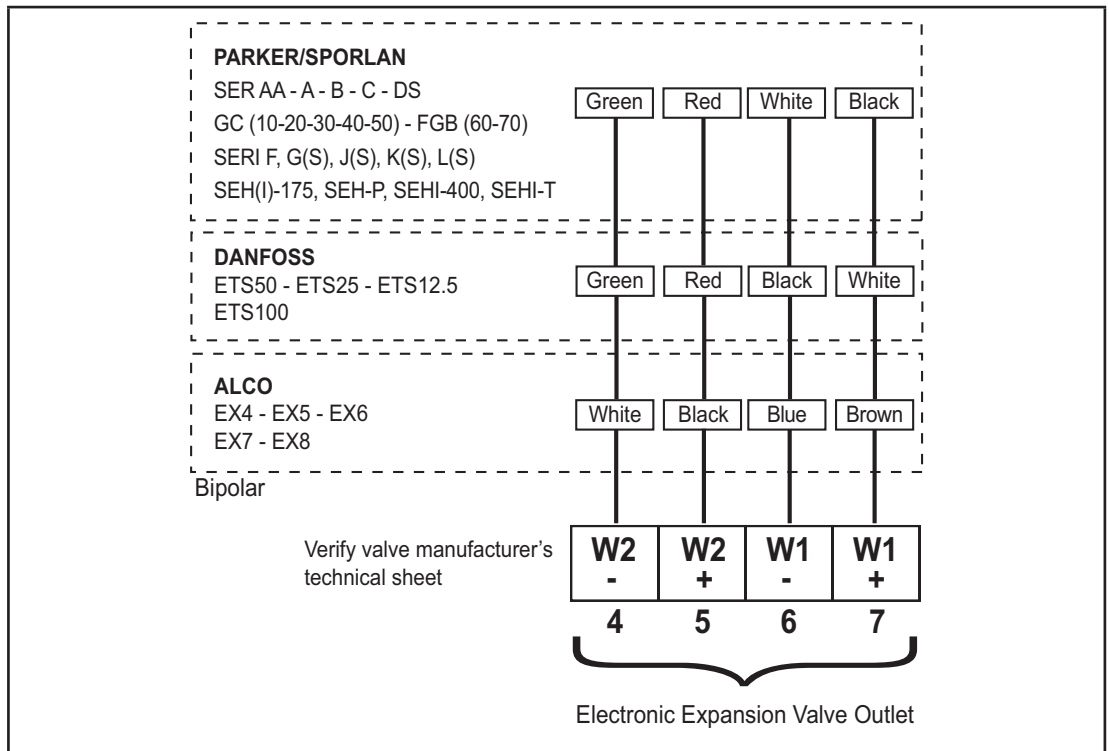 PARKER/SPORLAN
SER AA - A - B - C - DS
GC (10-20-30-40-50) - FGB (60-70)
SERI F, G(S), J(S), K(S), L(S)
SEH(I)-175, SEH-P, SEHI-400, SEHI-T
Green Red White Black
DANFOSS
ETS50 - ETS25 - ETS12.5
ETS100
Green Red Black White
ALCO
EX4 - EX5 - EX6
EX7 - EX8
White Black Blue Brown
Bipolar
Verify valve manufacturer's
technical sheet
W2 W2 W1 W1
- + - +
4 5 6 7
Electronic Expansion Valve Outlet